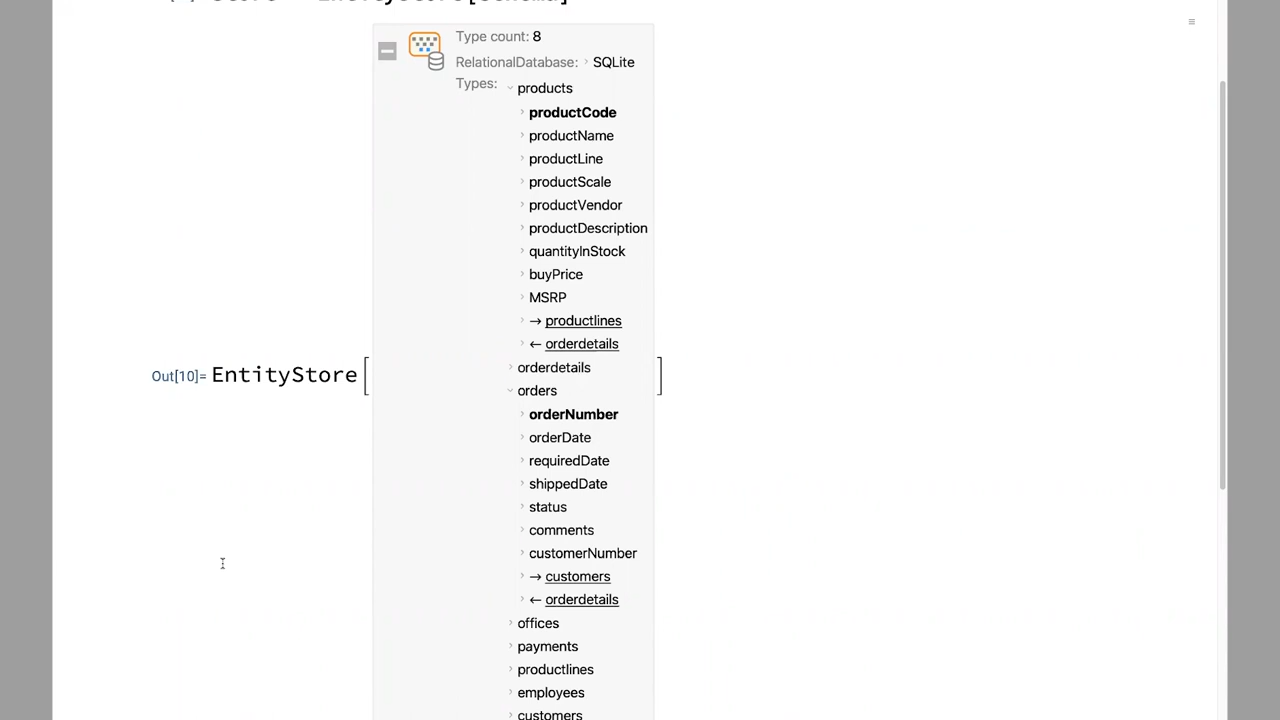 Type count: 8
RelationalDatabase: SQLite
Types:
products
productCode
productName
productLine
productScale
productVendor
productDescription
quantityInStock
buyPrice
MSRP
→ productlines
← orderdetails
orderdetails
Out[10]= EntityStore[ ]
orders
orderNumber
orderDate
requiredDate
shippedDate
status
comments
customerNumber
→ customers
← orderdetails
offices
payments
productlines
employees
customers